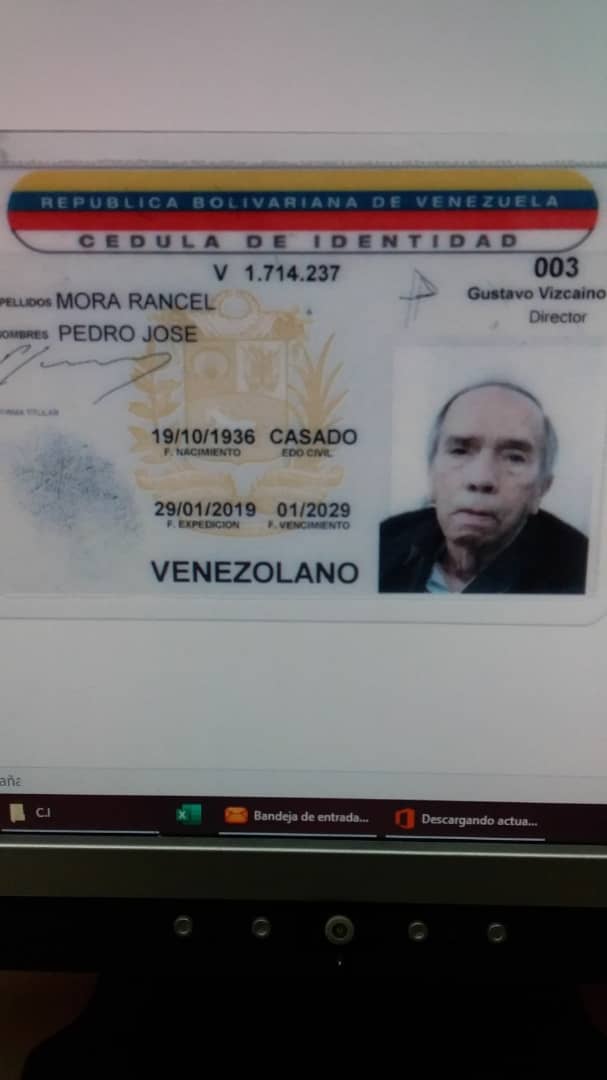 REPUBLICA BOLIVARIANA DE VENEZUELA
CEDULA DE IDENTIDAD
V 1.714.237
003
Gustavo Vizcaino
Director
PELLIDOS MORA RANCEL
OMBRES PEDRO JOSE
FIRMA TITULAR
19/10/1936 CASADO
F. NACIMIENTO EDO CIVIL
29/01/2019 01/2029
F. EXPEDICION F. VENCIMIENTO
VENEZOLANO
aña
C.I
Bandeja de entrada...
Descargando actua...